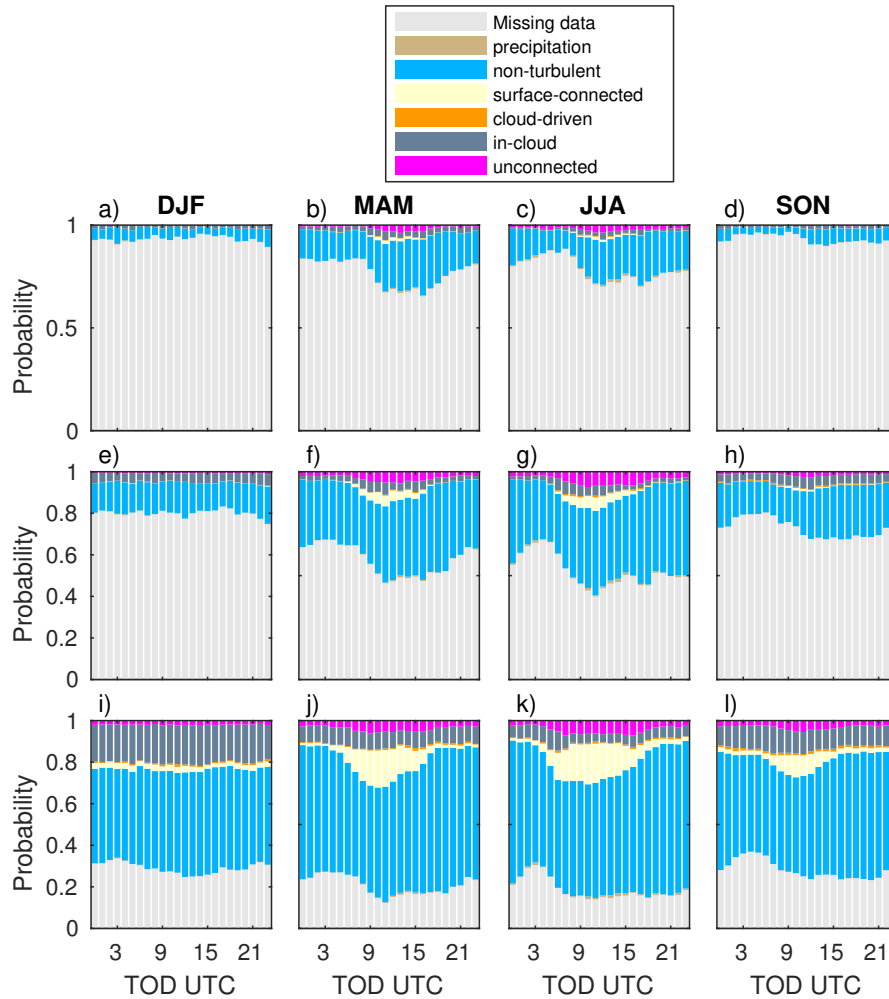 Missing data
precipitation
non-turbulent
surface-connected
cloud-driven
in-cloud
unconnected
a) DJF b) MAM c) JJA d) SON
1
0.5
0
Probability
e) f) g) h)
1
0.8
0.6
0.4
0.2
0
Probability
i) j) k) l)
1
0.8
0.6
0.4
0.2
0
Probability
3 9 15 21 3 9 15 21 3 9 15 21 3 9 15 21
TOD UTC TOD UTC TOD UTC TOD UTC